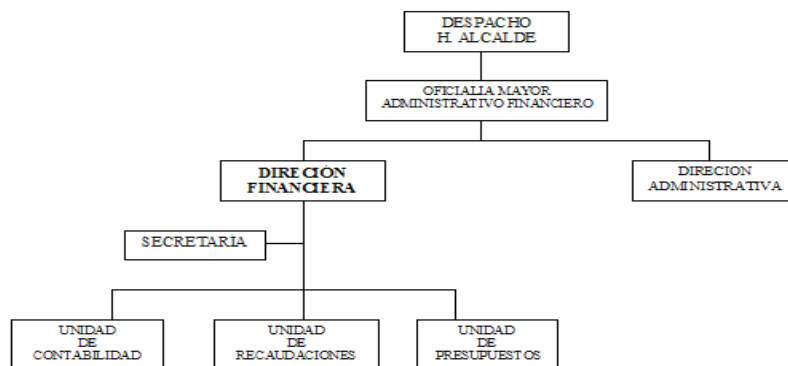 DESPACHO
H. ALCALDE
OFICIALIA MAYOR
ADMINISTRATIVO FINANCIERO
DIRECIÓN
FINANCIERA
DIRECION
ADMINISTRATIVA
SECRETARÍA
UNIDAD
DE
CONTABILIDAD
UNIDAD
DE
RECAUDACIONES
UNIDAD
DE
PRESUPUESTOS